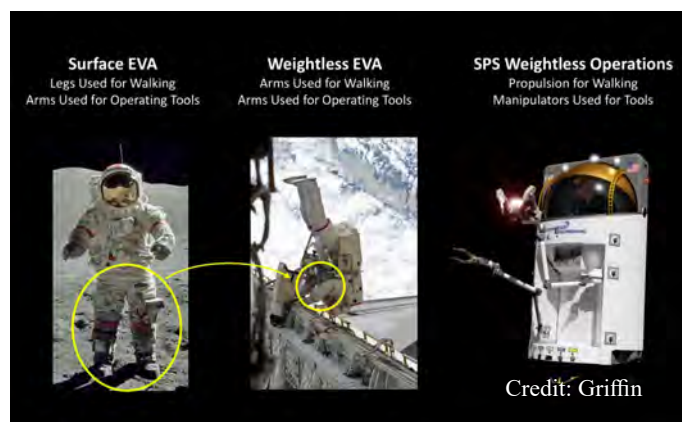 Surface EVA
Legs Used for Walking
Arms Used for Operating Tools
Weightless EVA
Arms Used for Walking
Arms Used for Operating Tools
SPS Weightless Operations
Propulsion for Walking
Manipulators Used for Tools
Credit: Griffin